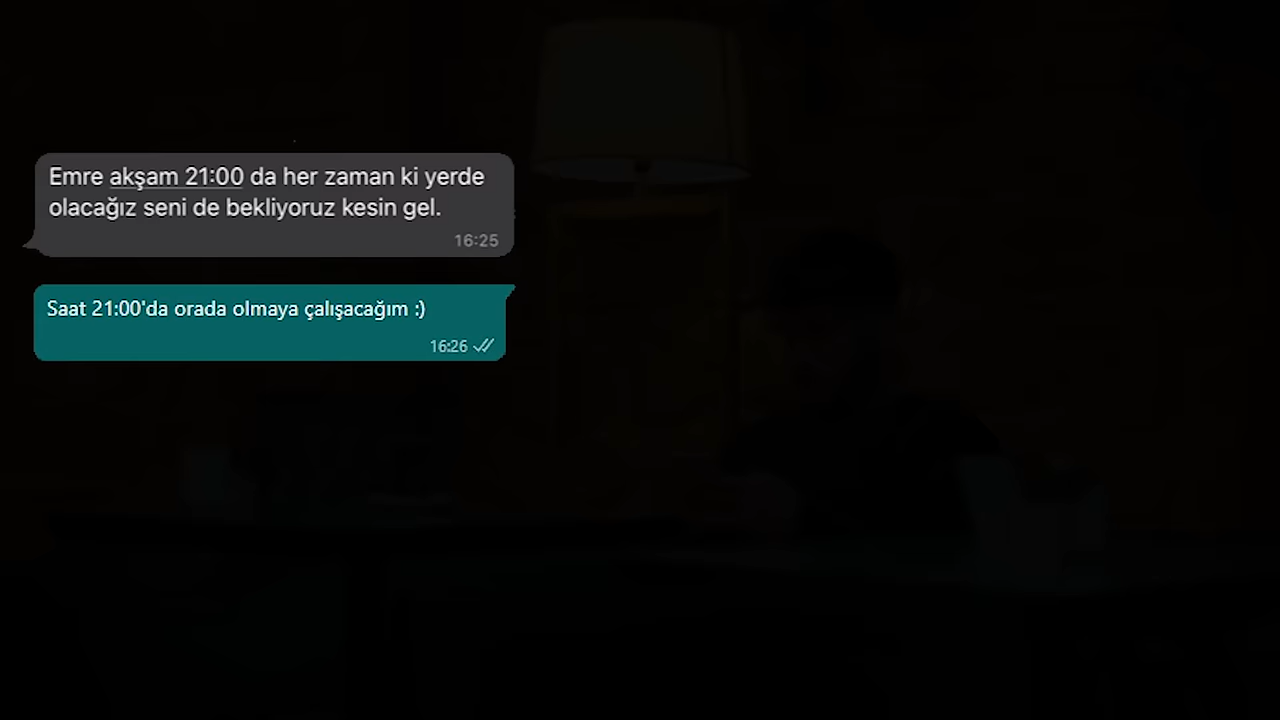 Emre akşam 21:00 da her zaman ki yerde
olacağız seni de bekliyoruz kesin gel.
16:25
Saat 21:00'da orada olmaya çalışacağım :)
16:26